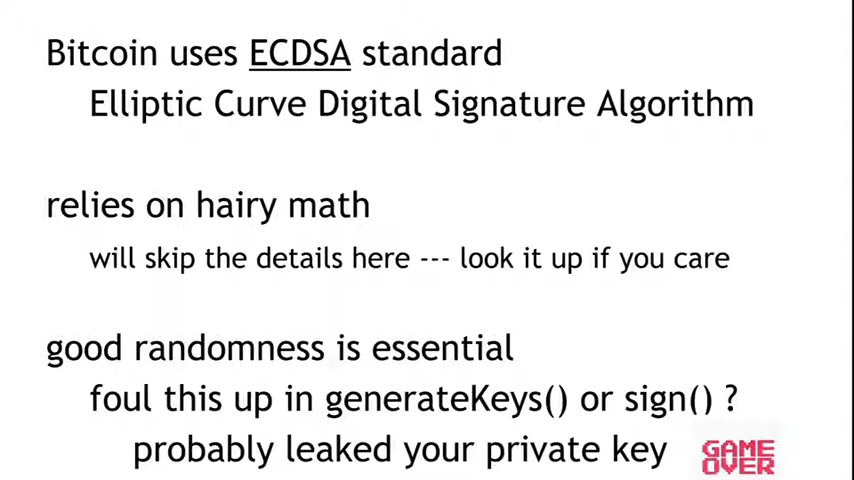 Bitcoin uses ECDSA standard
Elliptic Curve Digital Signature Algorithm
relies on hairy math
will skip the details here --- look it up if you care
good randomness is essential
foul this up in generateKeys() or sign() ?
probably leaked your private key
GAME
OVER